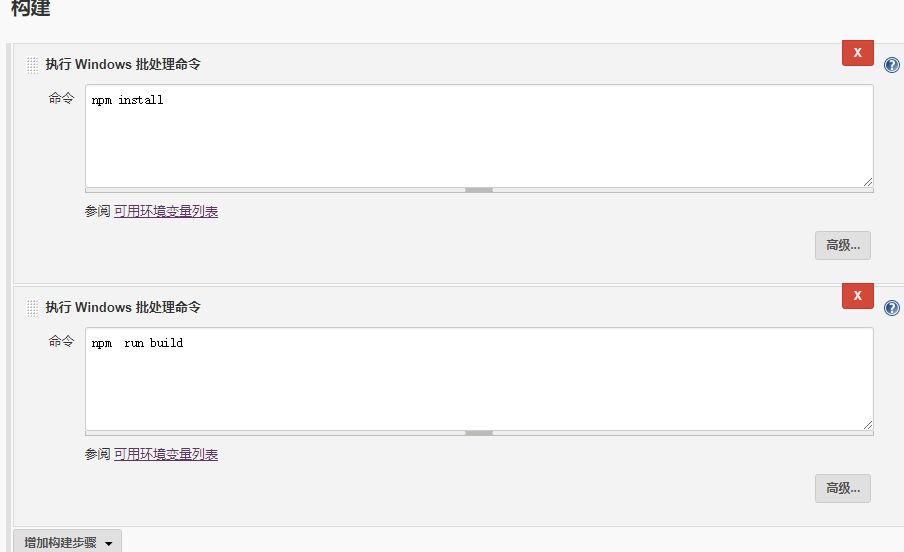 构建
执行 Windows 批处理命令
X
命令
npm install
参阅 可用环境变量列表
高级...
执行 Windows 批处理命令
X
命令
npm  run build
参阅 可用环境变量列表
高级...
增加构建步骤